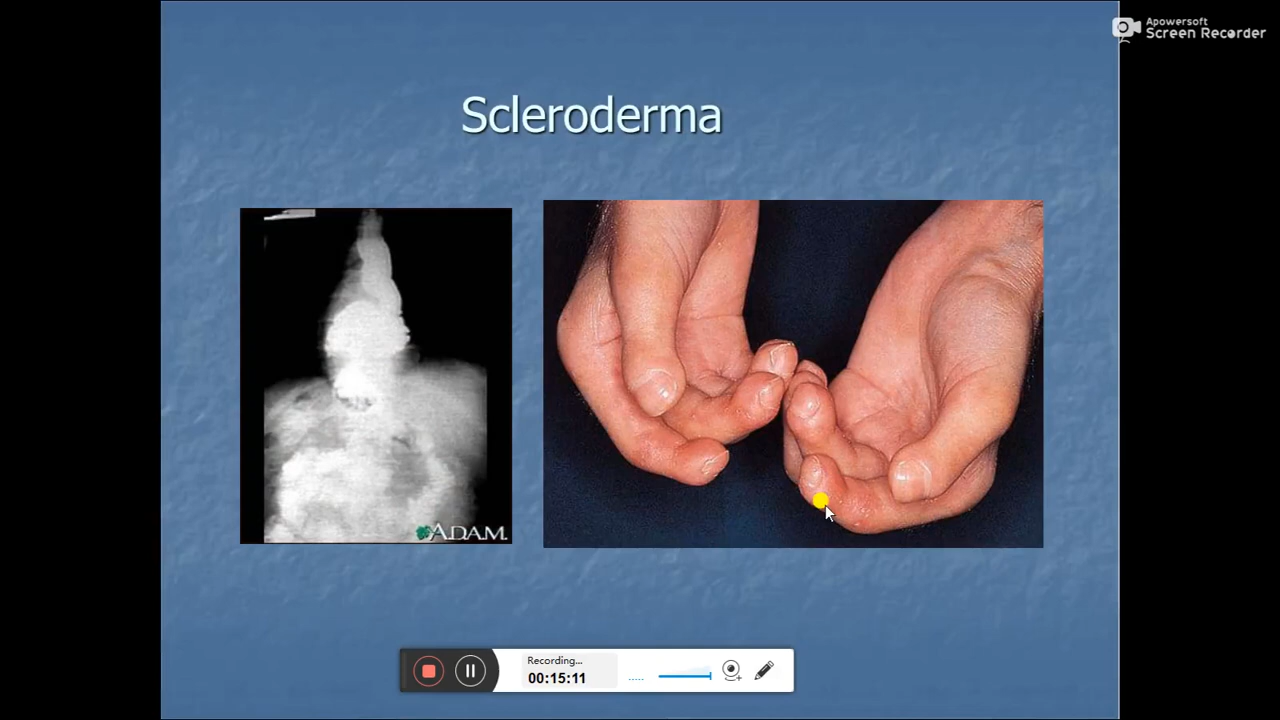 Apowersoft
Screen Recorder
Scleroderma
A.D.A.M.
Recording...
00:15:11